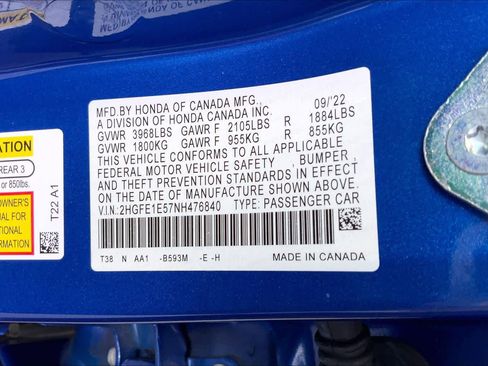 MFD.BY HONDA OF CANADA MFG., 09/'22
A DIVISION OF HONDA CANADA INC.
GVWR 3968LBS GAWR F 2105LBS R 1884LBS
GVWR 1800KG GAWR F 955KG R 855KG
THIS VEHICLE CONFORMS TO ALL APPLICABLE
FEDERAL MOTOR VEHICLE SAFETY , BUMPER ,
AND THEFT PREVENTION STANDARDS IN EFFECT
ON THE DATE OF MANUFACTURE SHOWN ABOVE.
V.I.N.:2HGFE1E57NH476840 TYPE: PASSENGER CAR
T38 N AA1 -B593M -E -H MADE IN CANADA
ATION
REAR 3
or 850lbs.
OWNER'S
UAL FOR
TIONAL
T22 A1